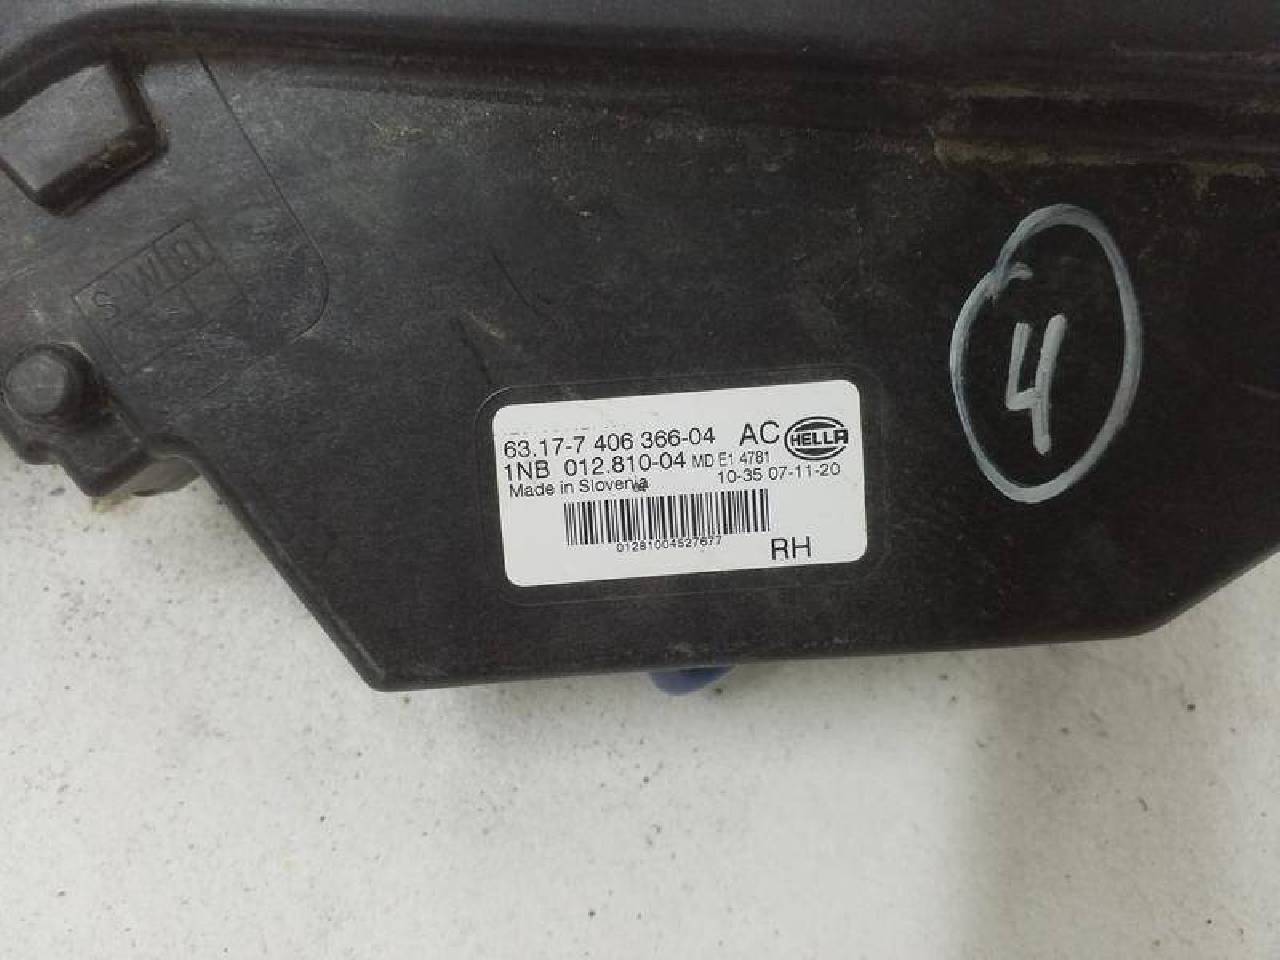 63.17-7 406 366-04 AC HELLA
1NB 012.810-04 MD E1 4781
Made in Slovenia 10-35 07-11-20
01281004527677
RH
4